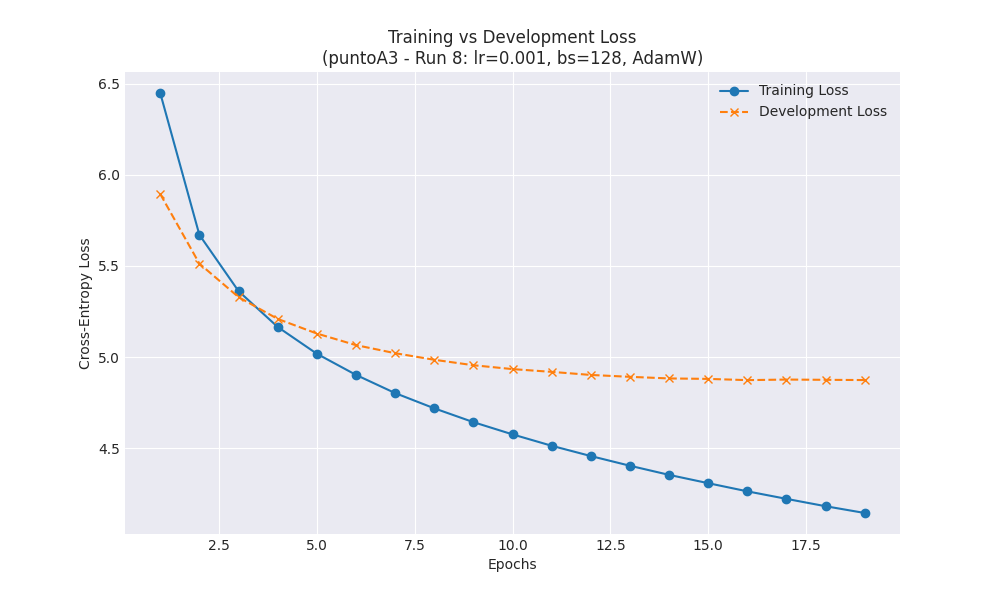 Training vs Development Loss
(puntoA3 - Run 8: lr=0.001, bs=128, AdamW)
Training Loss
Development Loss
Cross-Entropy Loss
6.5
6.0
5.5
5.0
4.5
2.5
5.0
7.5
10.0
12.5
15.0
17.5
Epochs